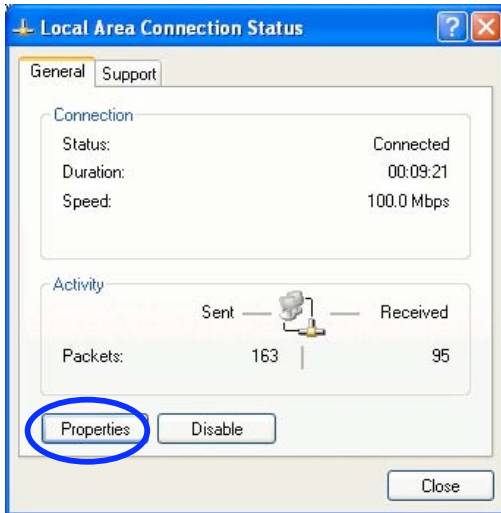 Local Area Connection Status
General Support
Connection
Status: Connected
Duration: 00:09:21
Speed: 100.0 Mbps
Activity
Sent Received
Packets: 163 95
Properties Disable
Close